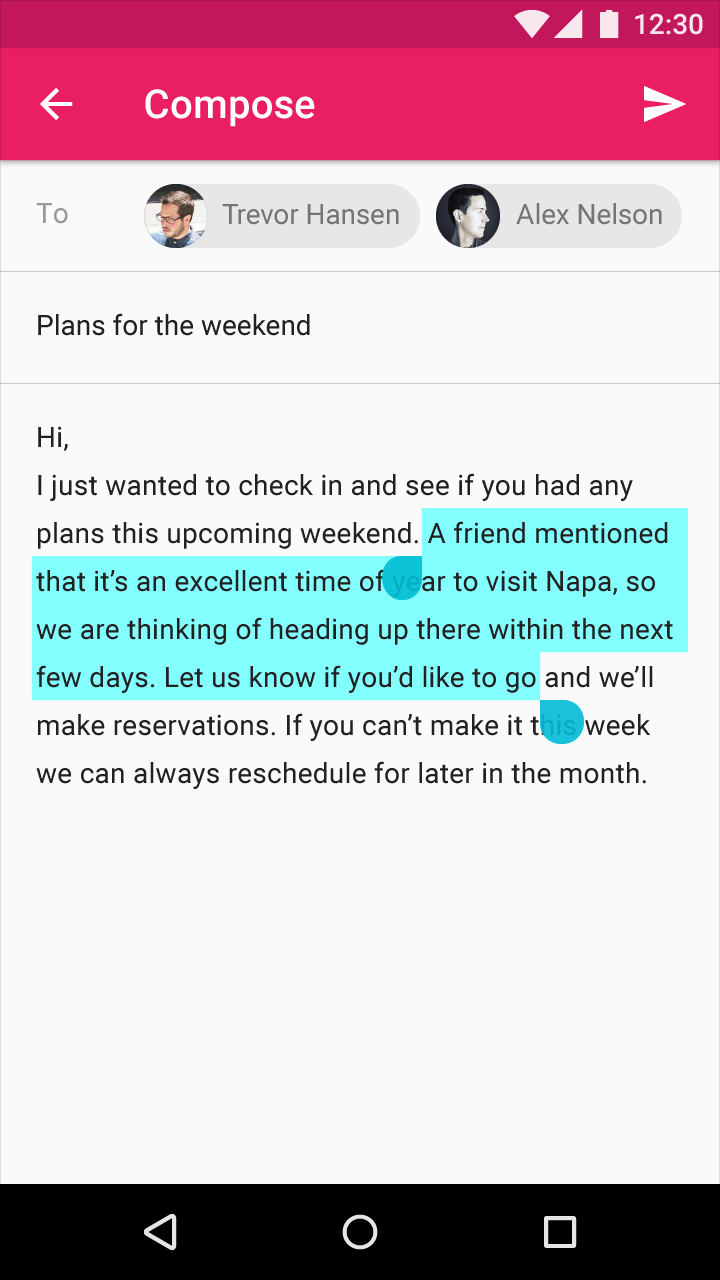 12:30
Compose
To Trevor Hansen Alex Nelson
Plans for the weekend
Hi,
I just wanted to check in and see if you had any
plans this upcoming weekend. A friend mentioned
that it’s an excellent time of year to visit Napa, so
we are thinking of heading up there within the next
few days. Let us know if you’d like to go and we’ll
make reservations. If you can’t make it this week
we can always reschedule for later in the month.